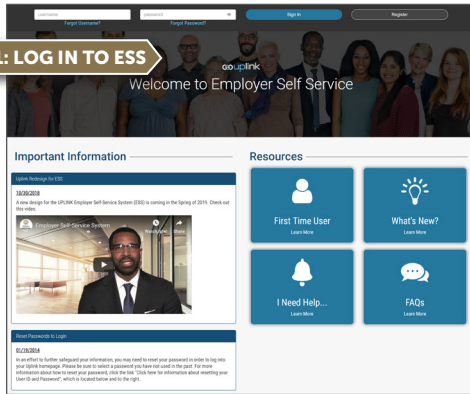 username
password
Sign In
Register
Forgot Username?
Forgot Password?
1: LOG IN TO ESS
uplink
Welcome to Employer Self Service
Important Information
Resources
Uplink Redesign for ESS
10/30/2018
A new design for the UPLINK Employer Self-Service System (ESS) is coming in the Spring of 2019. Check out
this video.
Employer Self-Service System
Watch later
Share
Reset Passwords to Login
01/19/2014
In an effort to further safeguard your information, you may need to reset your password in order to log into
your Uplink homepage. Please be sure to select a password you have not used in the past. For more
information about how to reset your password, click the link "Click here for Information about resetting your
User ID and Password", which is located below and to the right.
First Time User
Learn More
What's New?
Learn More
I Need Help...
Learn More
FAQs
Learn More